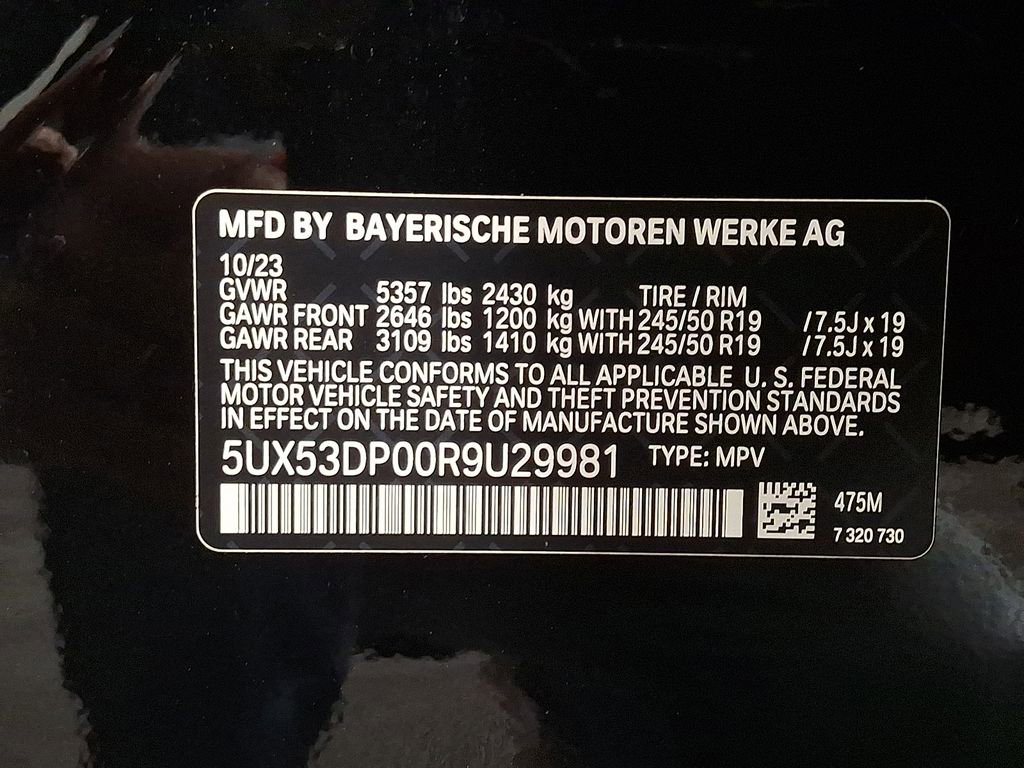 MFD BY BAYERISCHE MOTOREN WERKE AG
10/23
GVWR 5357 lbs 2430 kg TIRE / RIM
GAWR FRONT 2646 lbs 1200 kg WITH 245/50 R19 /7.5J x 19
GAWR REAR 3109 lbs 1410 kg WITH 245/50 R19 /7.5J x 19
THIS VEHICLE CONFORMS TO ALL APPLICABLE U. S. FEDERAL
MOTOR VEHICLE SAFETY AND THEFT PREVENTION STANDARDS
IN EFFECT ON THE DATE OF MANUFACTURE SHOWN ABOVE.
5UX53DP00R9U29981 TYPE: MPV
475M
7 320 730